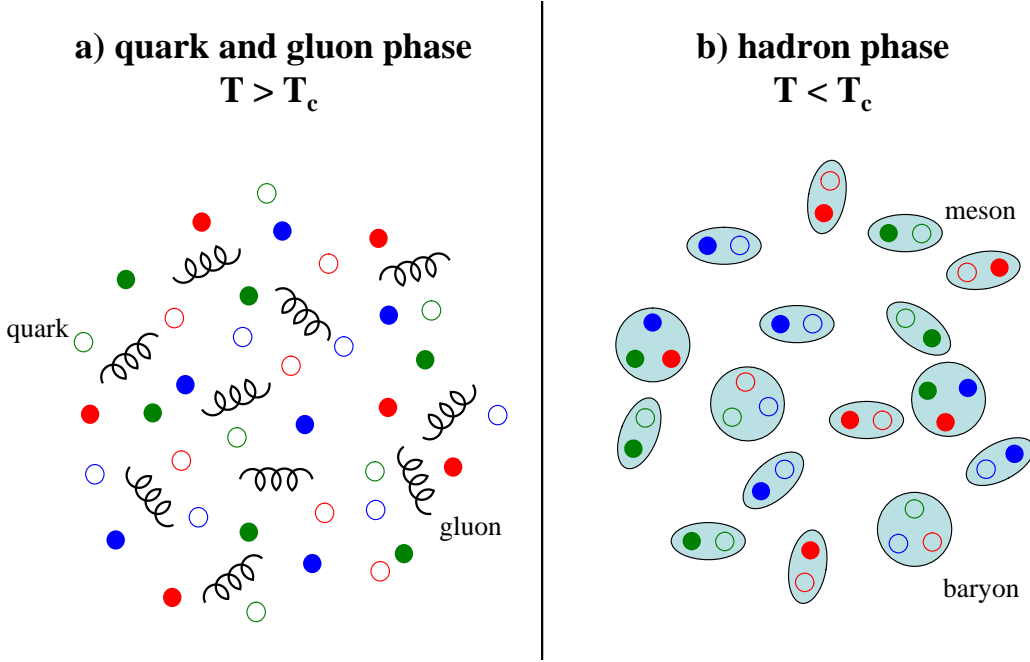 a) quark and gluon phase
T > Tc
quark
gluon
b) hadron phase
T < Tc
meson
baryon